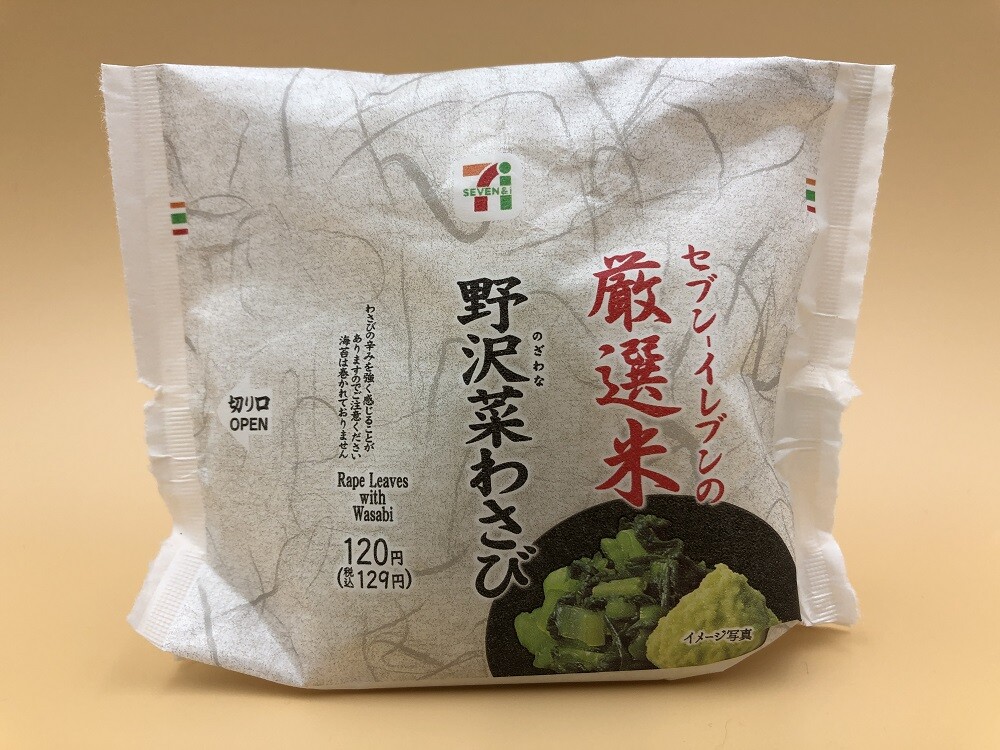 SEVEN & i
セブン-イレブンの
厳選米
野沢菜わさび
のざわな
わさびの辛みを強く感じることが
ありますのでご注意ください
海苔は巻かれておりません
Rape Leaves
with
Wasabi
120円
(税込129円)
切り口
OPEN
イメージ写真